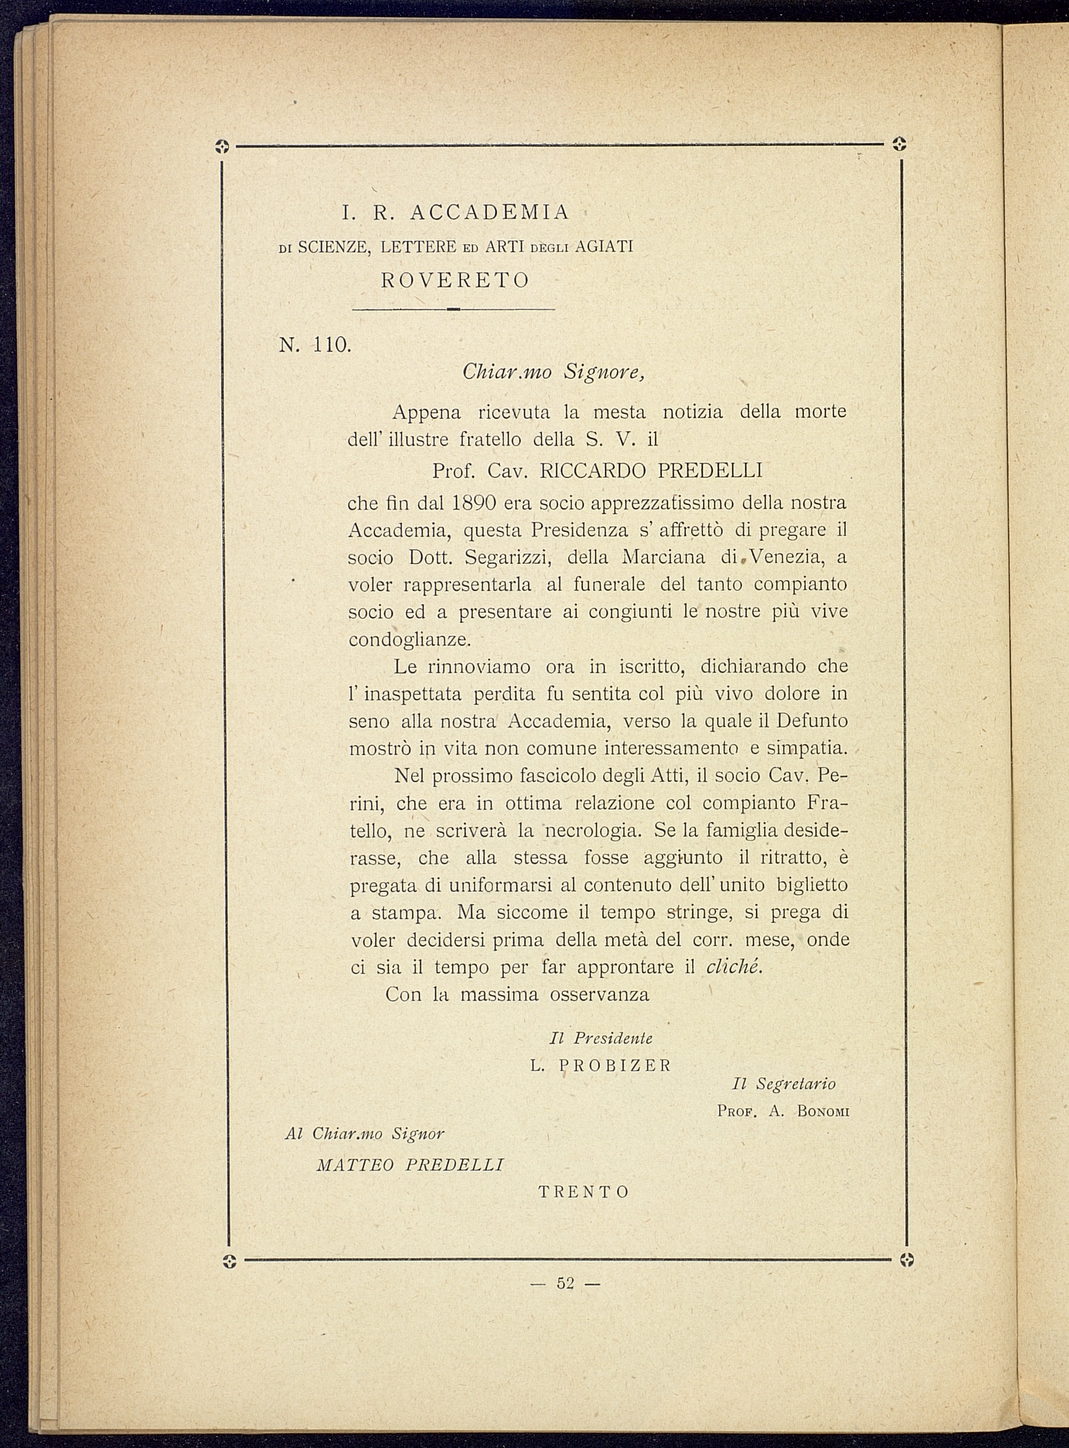 I. R. ACCADEMIA
DI SCIENZE, LETTERE ED ARTI DEGLI AGIATI
ROVERETO
N. 110.
Chiar.mo Signore,
Appena ricevuta la mesta notizia della morte
dell' illustre fratello della S. V. il
Prof. Cav. RICCARDO PREDELLI
che fin dal 1890 era socio apprezzatissimo della nostra
Accademia, questa Presidenza s' affrettò di pregare il
socio Dott. Segarizzi, della Marciana di Venezia, a
voler rappresentarla al funerale del tanto compianto
socio ed a presentare ai congiunti le nostre più vive
condoglianze.
Le rinnoviamo ora in iscritto, dichiarando che
l' inaspettata perdita fu sentita col più vivo dolore in
seno alla nostra Accademia, verso la quale il Defunto
mostrò in vita non comune interessamento e simpatia.
Nel prossimo fascicolo degli Atti, il socio Cav. Pe-
rini, che era in ottima relazione col compianto Fra-
tello, ne scriverà la necrologia. Se la famiglia deside-
rasse, che alla stessa fosse aggiunto il ritratto, è
pregata di uniformarsi al contenuto dell' unito biglietto
a stampa. Ma siccome il tempo stringe, si prega di
voler decidersi prima della metà del corr. mese, onde
ci sia il tempo per far approntare il cliché.
Con la massima osservanza
Il Presidente
L. PROBIZER
Il Segretario
PROF. A. BONOMI
Al Chiar.mo Signor
MATTEO PREDELLI
TRENTO
— 52 —